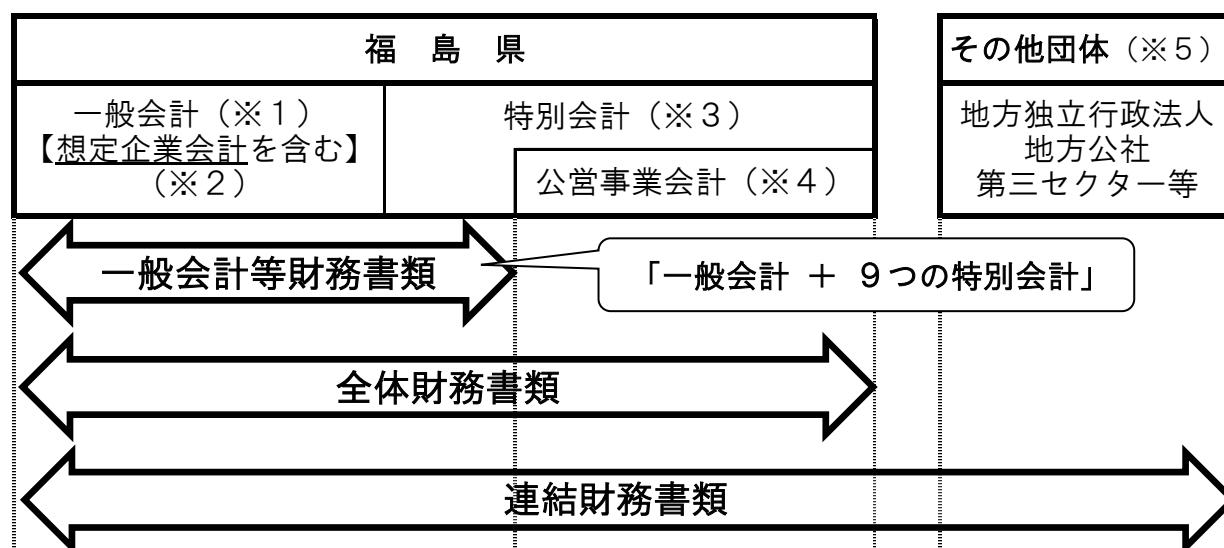 福 島 県
その他団体（※５）
一般会計（※１）
【想定企業会計を含む】
（※２）
特別会計（※３）
公営事業会計（※４）
地方独立行政法人
地方公社
第三セクター等
一般会計等財務書類
「一般会計 ＋ ９つの特別会計」
全体財務書類
連結財務書類